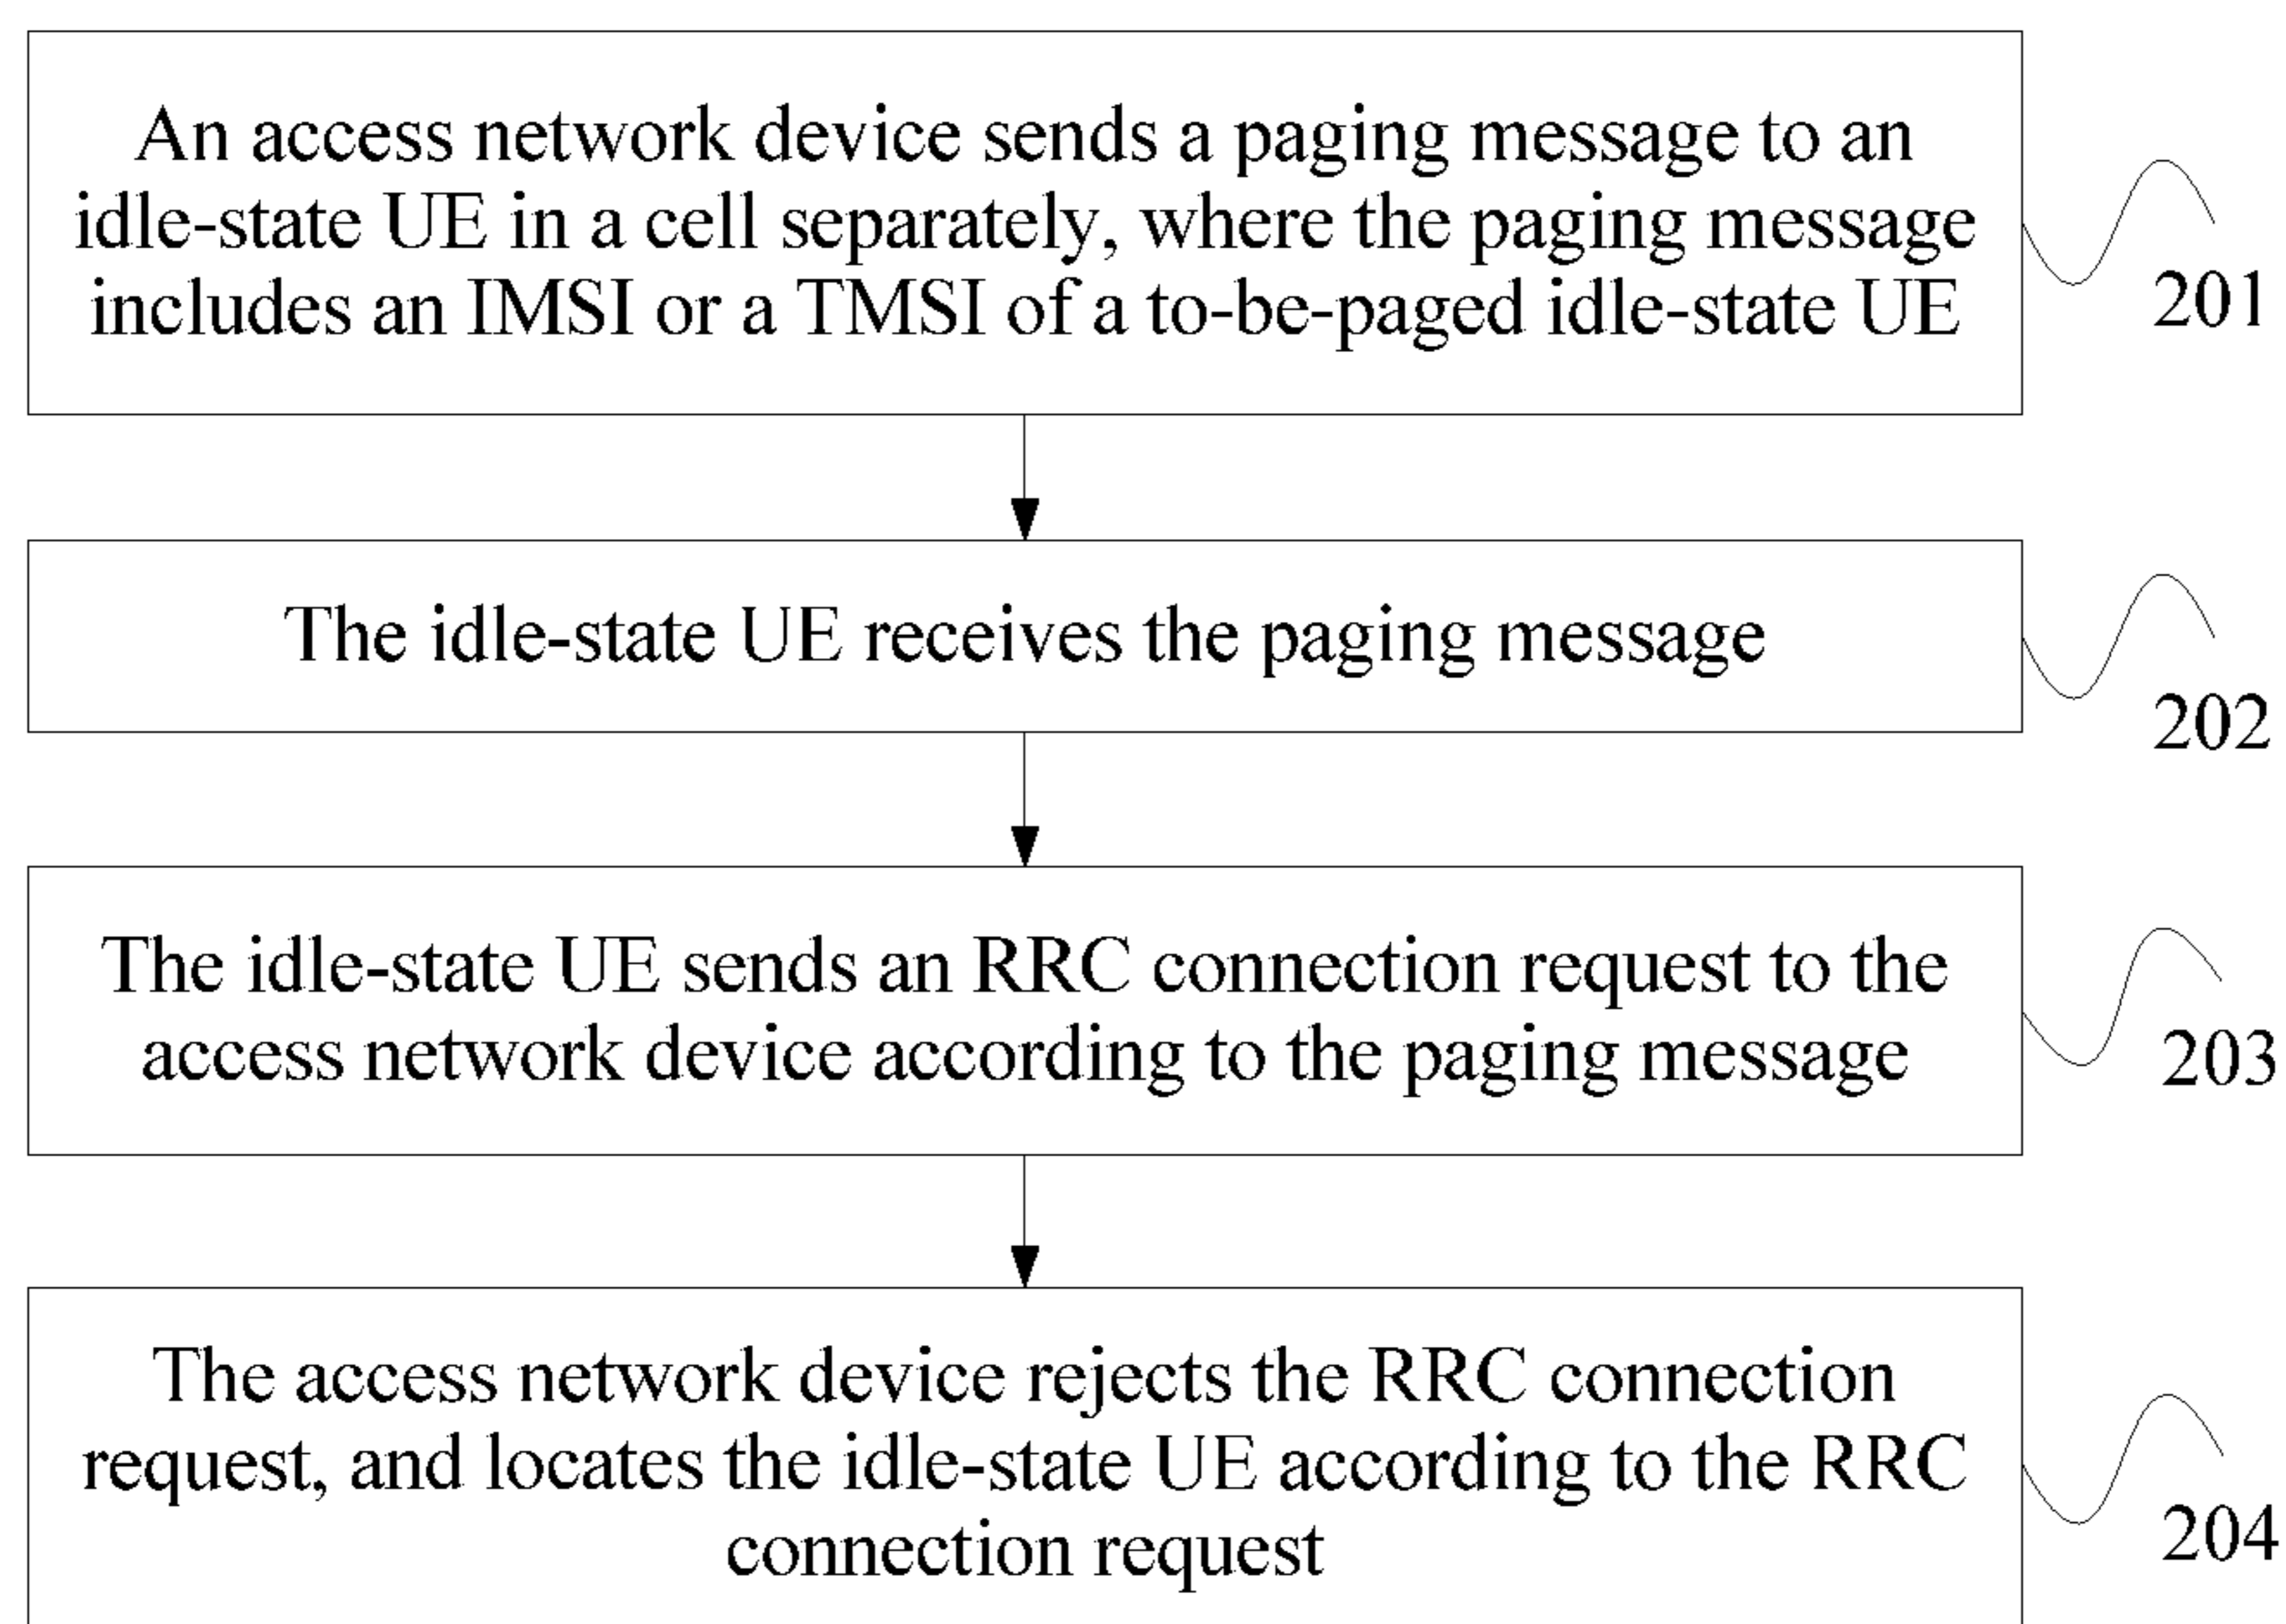 An access network device sends a paging message to an
idle-state UE in a cell separately, where the paging message
includes an IMSI or a TMSI of a to-be-paged idle-state UE
201
The idle-state UE receives the paging message
202
The idle-state UE sends an RRC connection request to the
access network device according to the paging message
203
The access network device rejects the RRC connection
request, and locates the idle-state UE according to the RRC
connection request
204